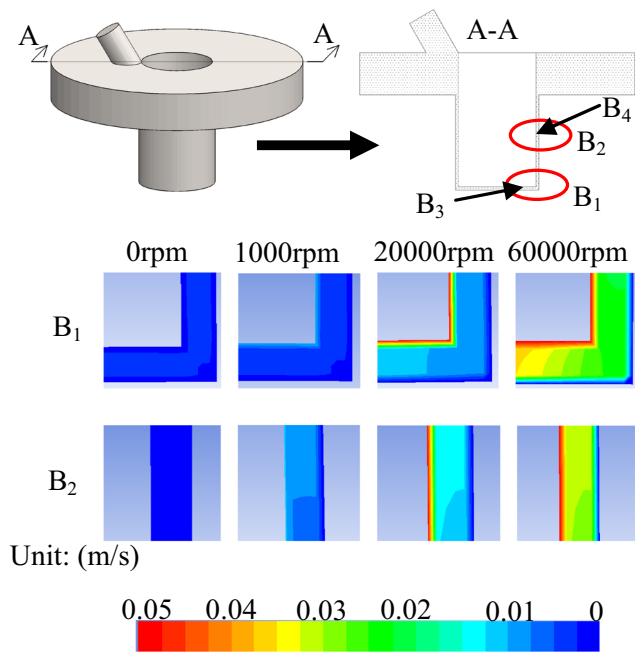 A A A-A
B4
B2
B3 B1
0rpm 1000rpm 20000rpm 60000rpm
B1
B2
Unit: (m/s)
0.05 0.04 0.03 0.02 0.01 0